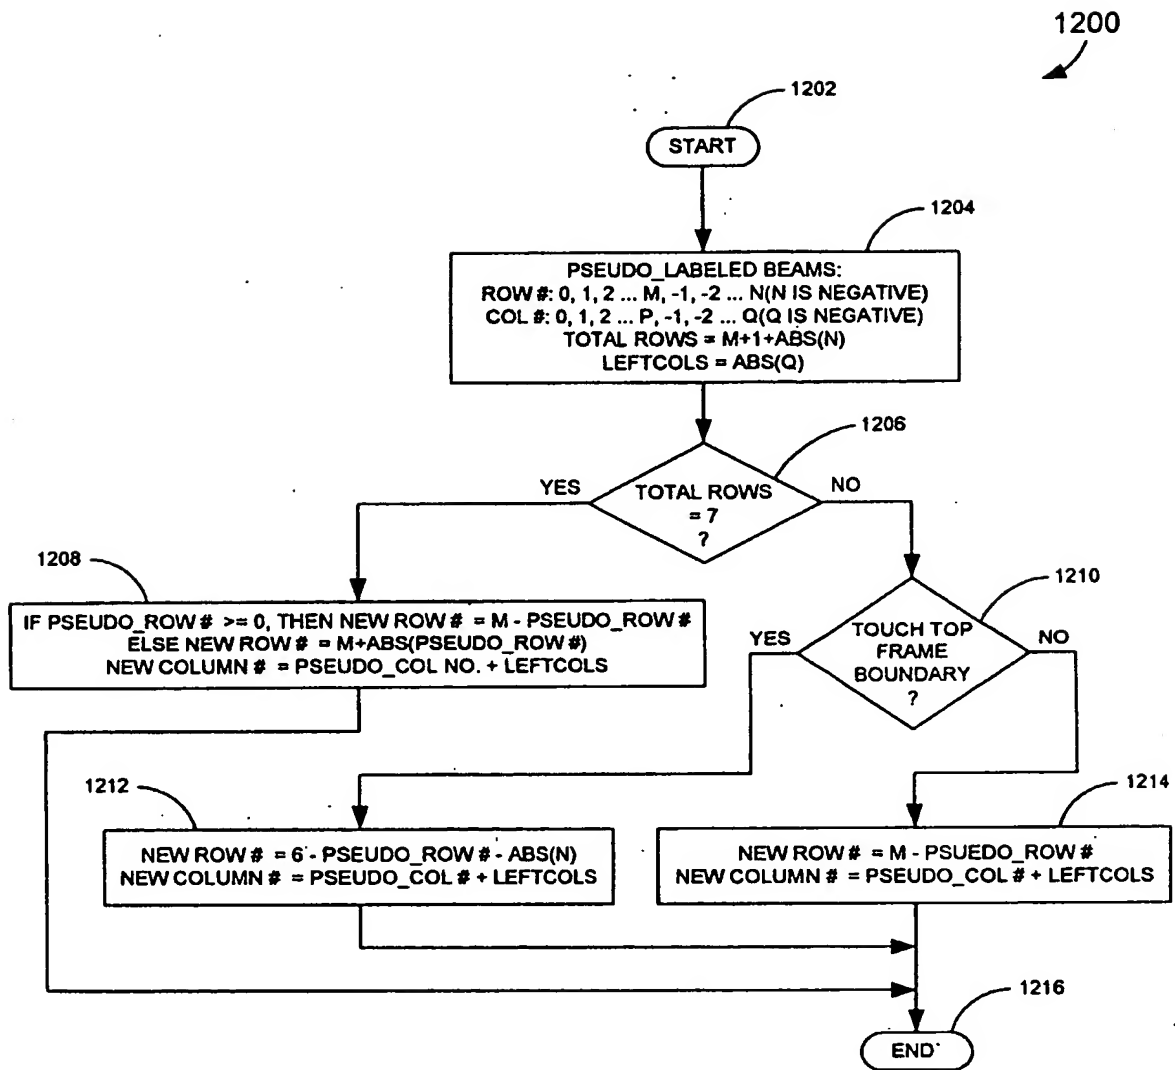 1200
1202
START
1204
PSEUDO_LABELED BEAMS:
ROW #: 0, 1, 2 ... M, -1, -2 ... N(N IS NEGATIVE)
COL #: 0, 1, 2 ... P, -1, -2 ... Q(Q IS NEGATIVE)
TOTAL ROWS = M+1+ABS(N)
LEFTCOLS = ABS(Q)
1206
YES
TOTAL ROWS
= 7
?
NO
1208
IF PSEUDO_ROW # >= 0, THEN NEW ROW # = M - PSEUDO_ROW #
ELSE NEW ROW # = M+ABS(PSEUDO_ROW #)
NEW COLUMN # = PSEUDO_COL NO. + LEFTCOLS
1210
YES
TOUCH TOP
FRAME
BOUNDARY
?
NO
1212
NEW ROW # = 6 - PSEUDO_ROW # - ABS(N)
NEW COLUMN # = PSEUDO_COL # + LEFTCOLS
1214
NEW ROW # = M - PSUEDO_ROW #
NEW COLUMN # = PSEUDO_COL # + LEFTCOLS
1216
END